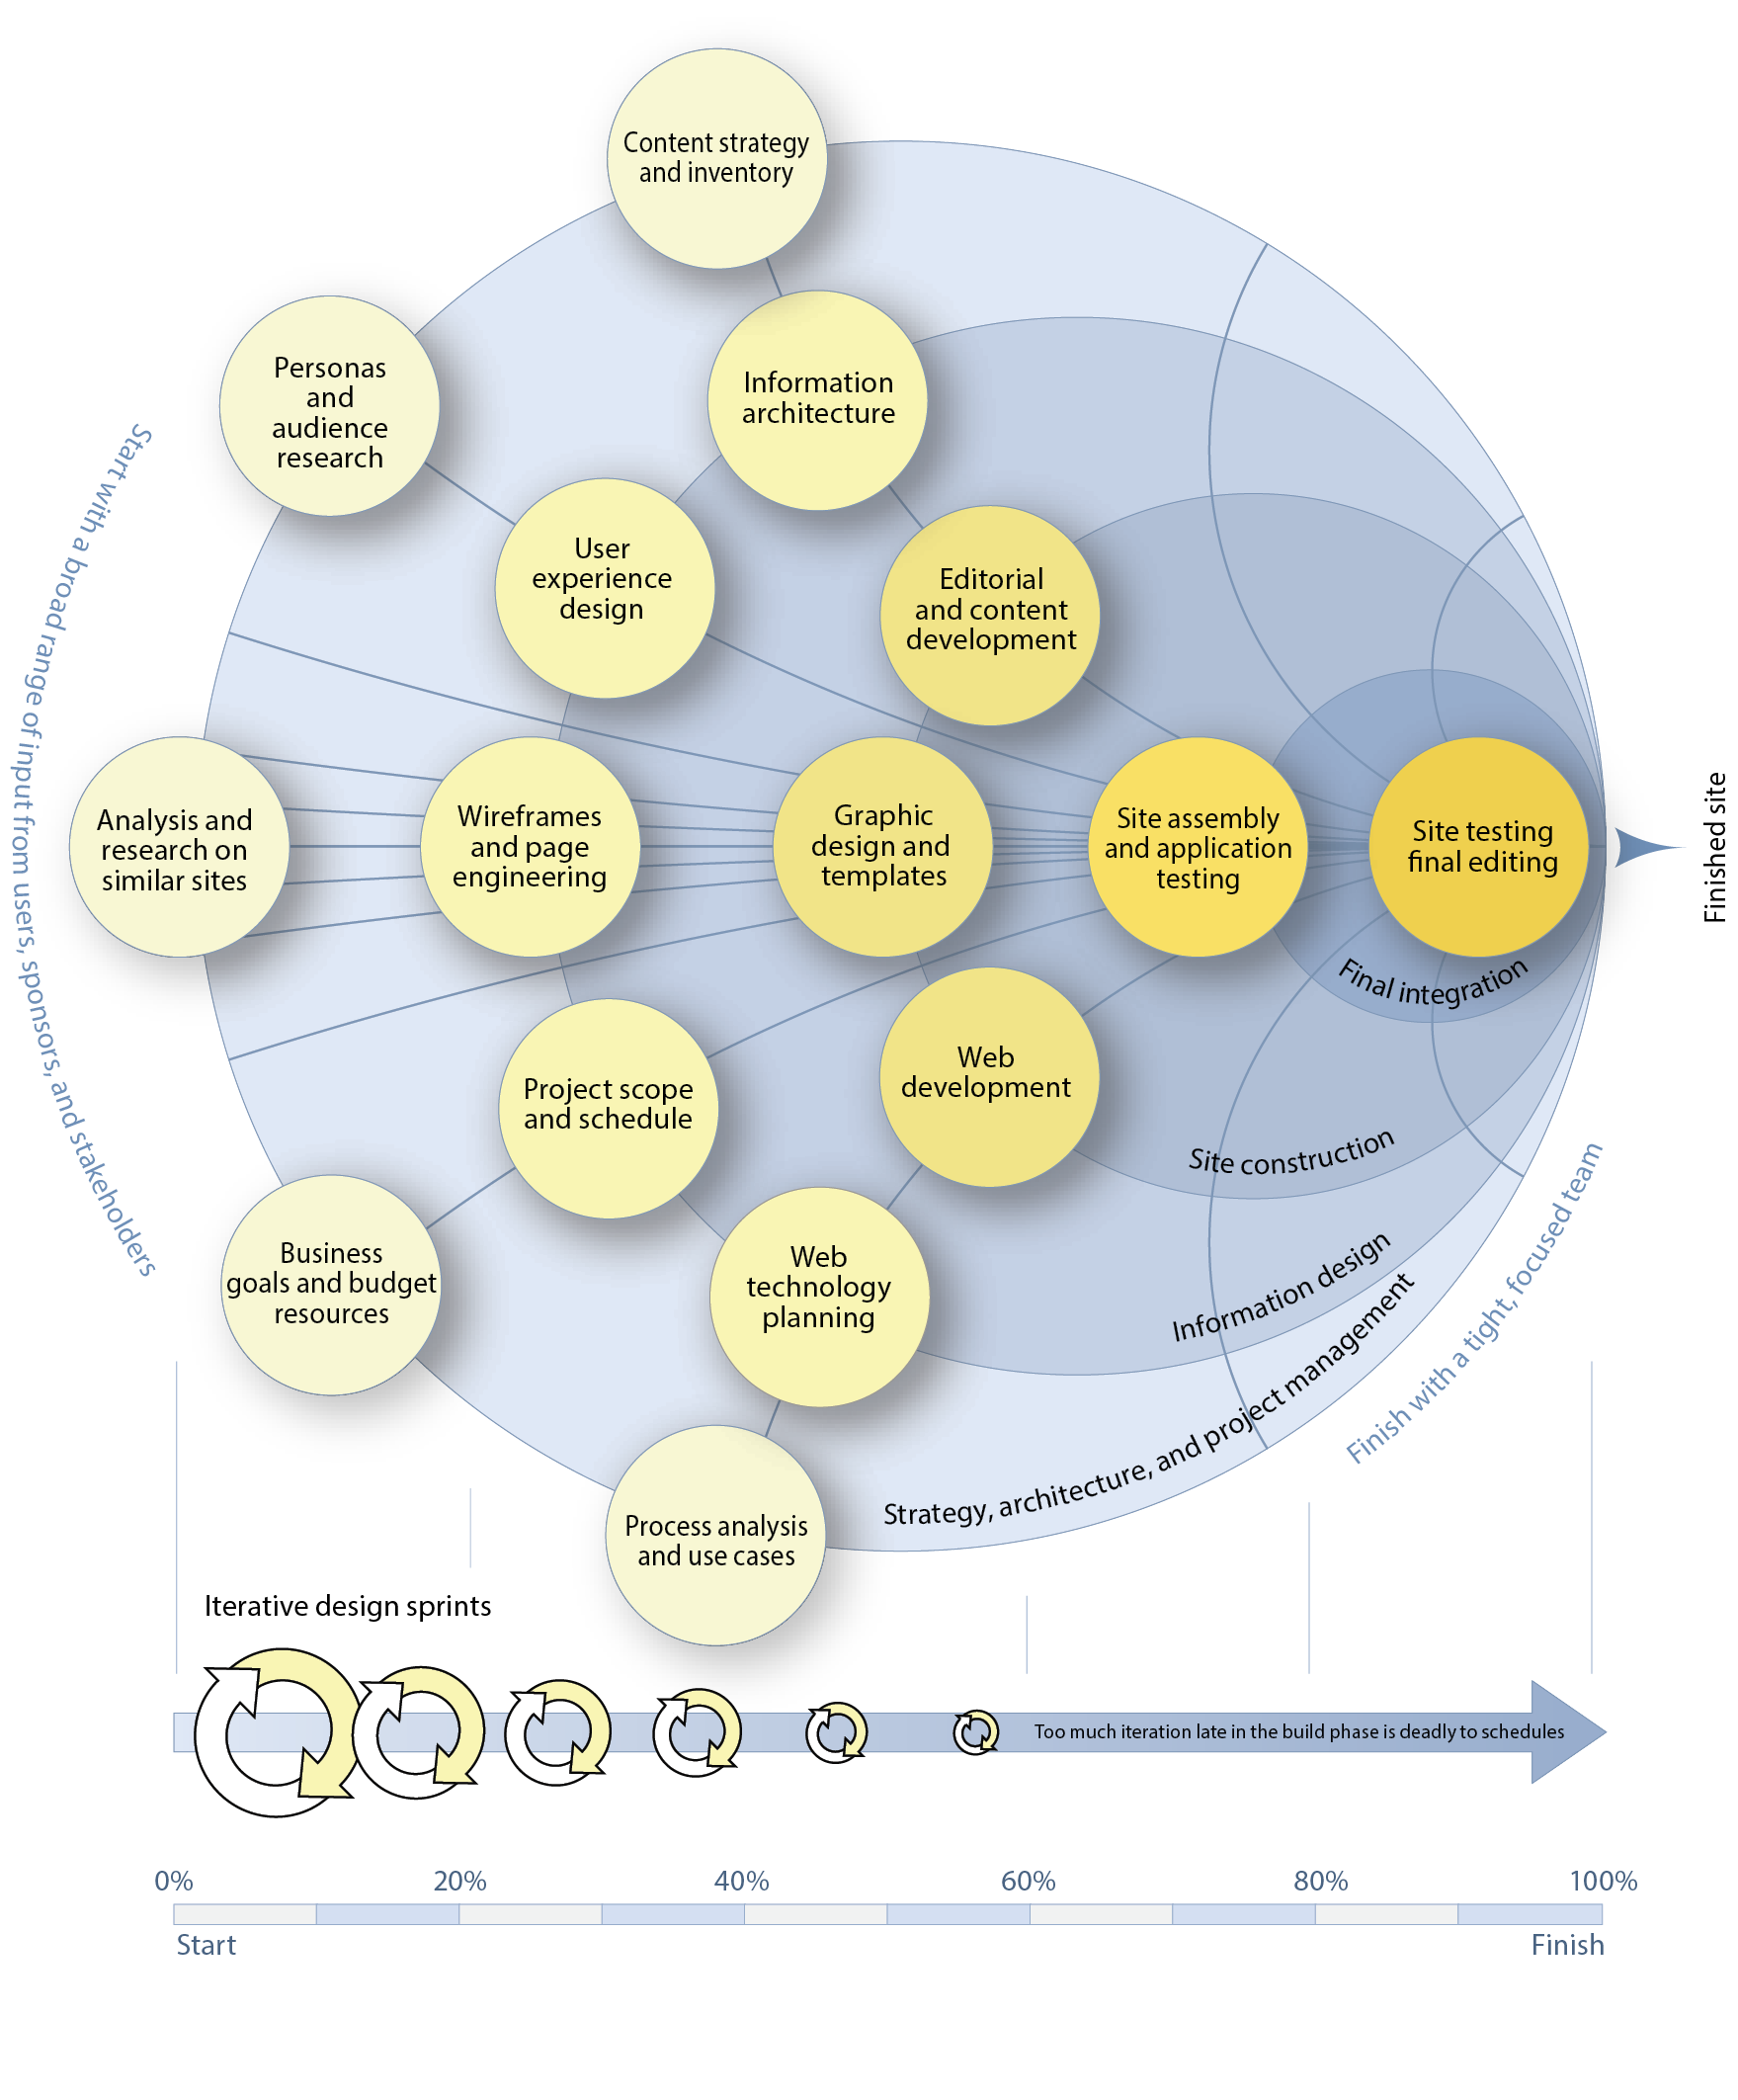 Content strategy
and inventory
Personas
and
audience
research
Information
architecture
User
experience
design
Editorial
and content
development
Start with a broad range of input from users, sponsors, and stakeholders
Analysis and
research on
similar sites
Wireframes
and page
engineering
Graphic
design and
templates
Site assembly
and application
testing
Site testing
final editing
Finished site
Final integration
Project scope
and schedule
Web
development
Site construction
Business
goals and budget
resources
Web
technology
planning
Information design
Strategy, architecture, and project management
Finish with a tight, focused team
Process analysis
and use cases
Iterative design sprints
Too much iteration late in the build phase is deadly to schedules
0% 20% 40% 60% 80% 100%
Start Finish